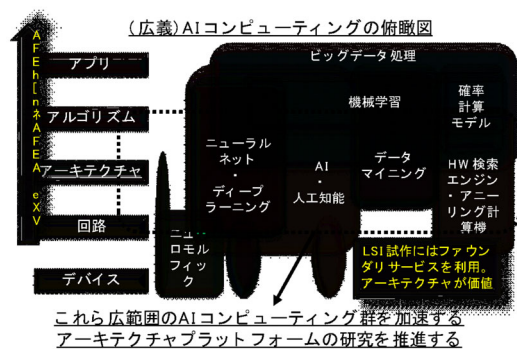 (広義)AIコンピューティングの俯瞰図
ビッグデータ処理
アプリ
機械学習
確率
計算
モデル
アルゴリズム
ニューラル
ネット
・
ディープ
ラーニング
AI
・
人工知能
データ
マイニング
アーキテクチャ
HW検索
エンジン
・アニー
リング計
算機
回路
ニュー
ロモル
フィッ
ク
LSI試作にはファウン
ダリサービスを利用。
アーキテクチャが価値
デバイス
これら広範囲のAIコンピューティング群を加速する
アーキテクチャプラットフォームの研究を推進する